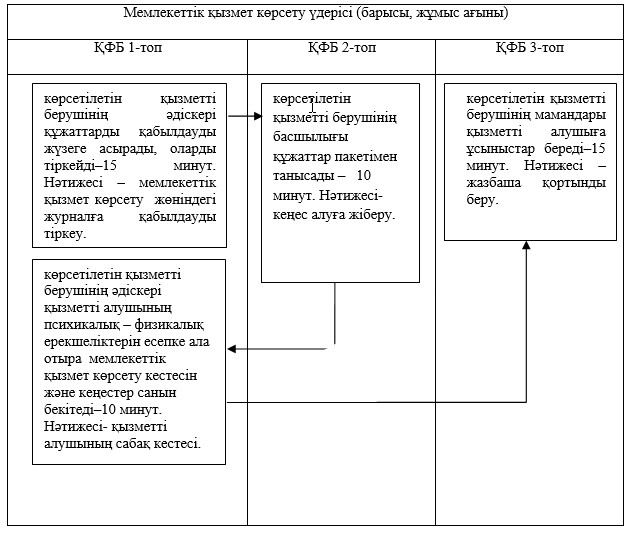 Мемлекеттік қызмет көрсету үдерісі (барысы, жұмыс ағыны)
ҚФБ 1-топ
ҚФБ 2-топ
ҚФБ 3-топ
көрсетілетін қызметті
берушінің әдіскері
құжаттарды қабылдауды
жүзеге асырады, оларды
тіркейді–15 минут.
Нәтижесі – мемлекеттік
қызмет көрсету жөніндегі
журналға қабылдауды
тіркеу.
көрсетілетін
қызметті берушінің
басшылығы
құжаттар пакетімен
танысады – 10
минут. Нәтижесі-
кеңес алуға жіберу.
көрсетілетін қызметті
берушінің мамандары
қызметті алушыға
ұсыныстар береді–15
минут. Нәтижесі –
жазбаша қортынды
беру.
көрсетілетін қызметті
берушінің әдіскері
қызметті алушының
психикалық – физикалық
ерекшеліктерін есепке ала
отыра мемлекеттік
қызмет көрсету кестесін
және кеңестер санын
бекітеді–10 минут.
Нәтижесі- қызметті
алушының сабақ кестесі.